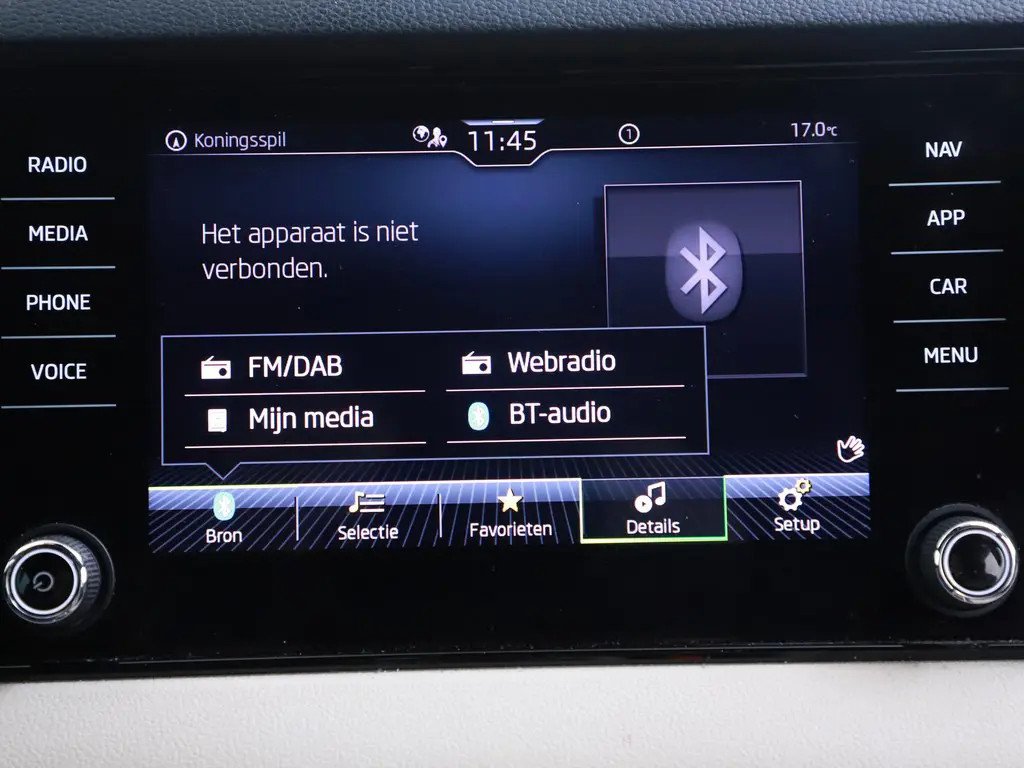 Koningsspil
11:45
1
17.0°C
RADIO
MEDIA
PHONE
VOICE
NAV
APP
CAR
MENU
Het apparaat is niet
verbonden.
FM/DAB
Webradio
Mijn media
BT-audio
Bron
Selectie
Favorieten
Details
Setup